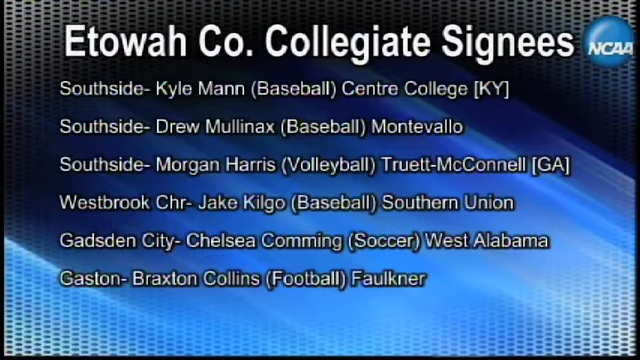 Etowah Co. Collegiate Signees
NCAA
Southside- Kyle Mann (Baseball) Centre College [KY]
Southside- Drew Mullinax (Baseball) Montevallo
Southside- Morgan Harris (Volleyball) Truett-McConnell [GA]
Westbrook Chr- Jake Kilgo (Baseball) Southern Union
Gadsden City- Chelsea Comming (Soccer) West Alabama
Gaston- Braxton Collins (Football) Faulkner